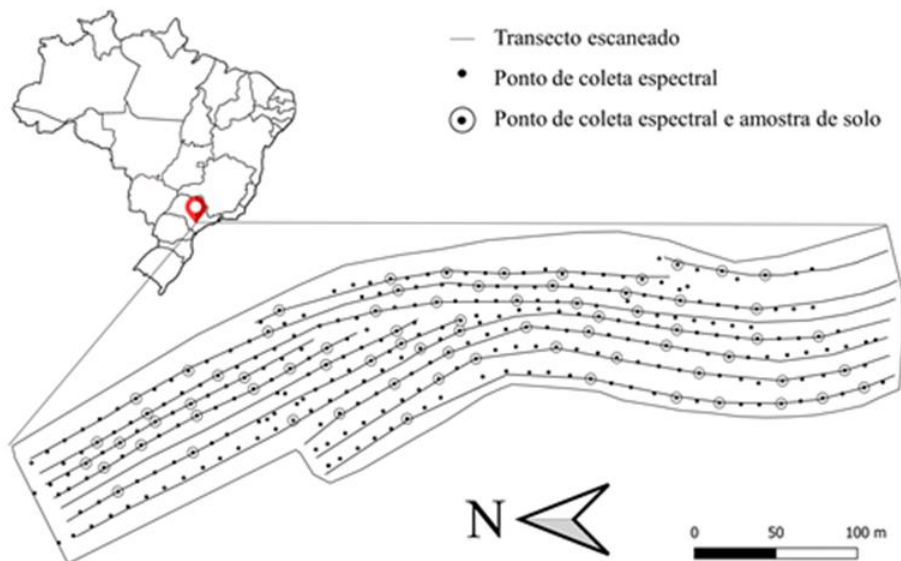 Transecto escaneado
Ponto de coleta espectral
Ponto de coleta espectral e amostra de solo
N
0 50 100 m